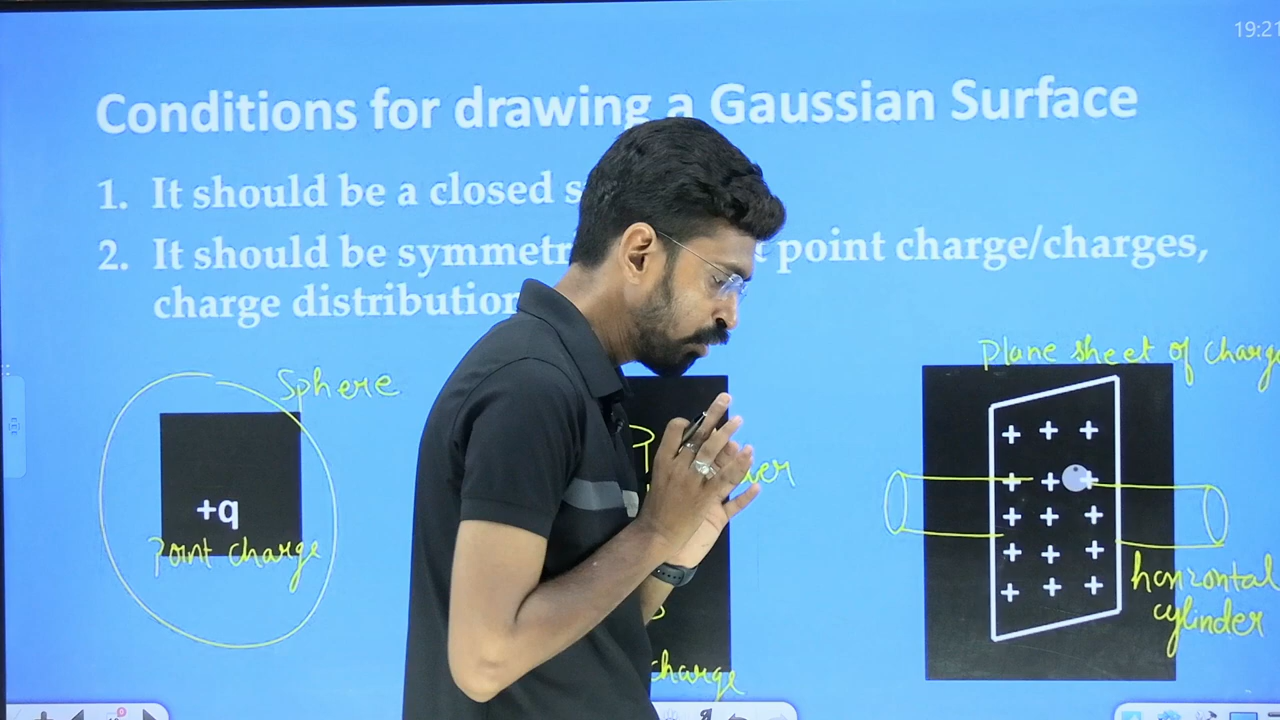 19:21
Conditions for drawing a Gaussian Surface
1. It should be a closed s
2. It should be symmetr point charge/charges,
charge distribution
Sphere
+q
Point charge
charge
Plane sheet of charge
+ + +
+ + +
+ + +
+ + +
+ + +
horizontal
cylinder